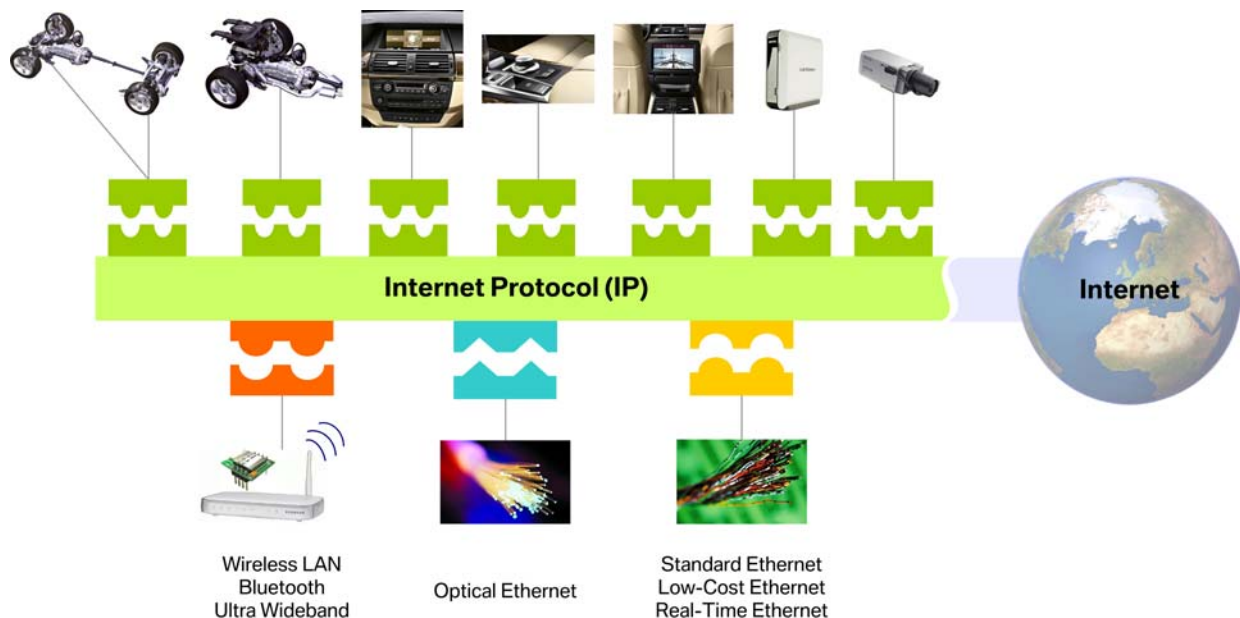 Internet Protocol (IP)
Internet
Wireless LAN
Bluetooth
Ultra Wideband
Optical Ethernet
Standard Ethernet
Low-Cost Ethernet
Real-Time Ethernet